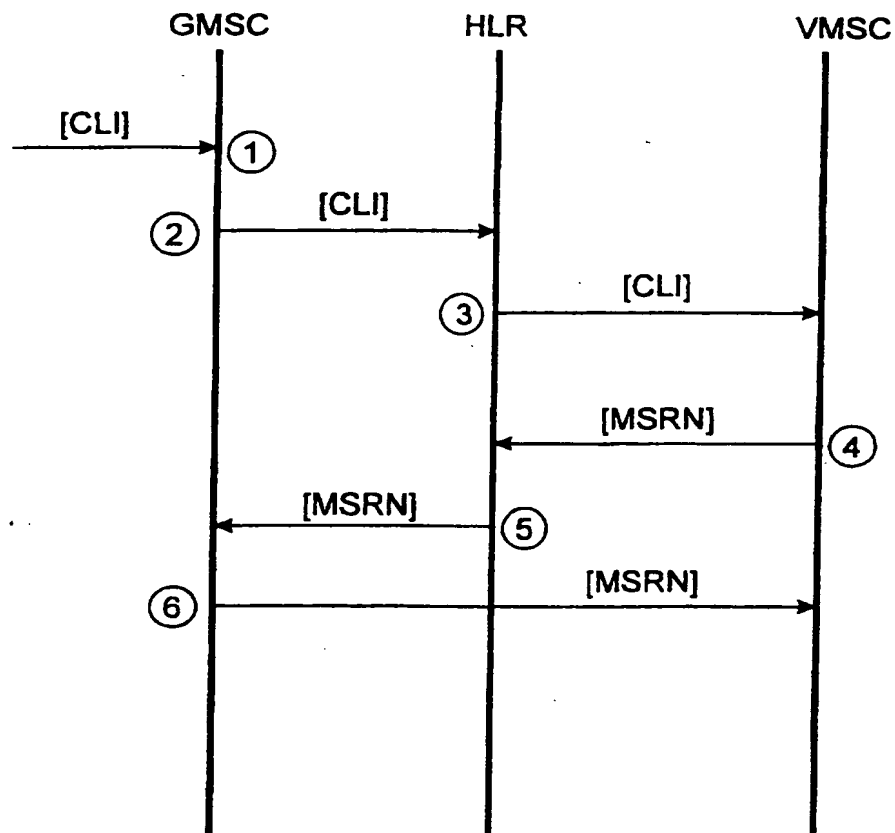 GMSC HLR VMSC
[CLI]
1
[CLI]
2
[CLI]
3
[MSRN]
4
[MSRN]
5
[MSRN]
6